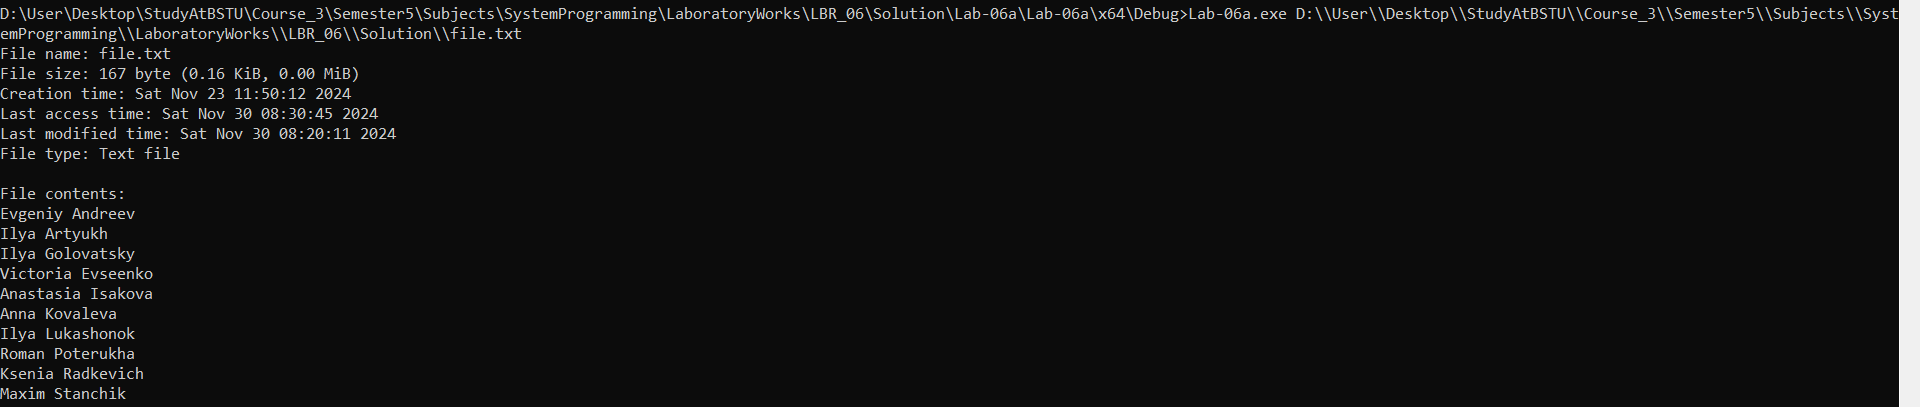 D:\User\Desktop\StudyAtBSTU\Course_3\Semester5\Subjects\SystemProgramming\LaboratoryWorks\LBR_06\Solution\Lab-06a\Lab-06a\x64\Debug>Lab-06a.exe D:\\User\\Desktop\\StudyAtBSTU\\Course_3\\Semester5\\Subjects\\Syst
emProgramming\\LaboratoryWorks\\LBR_06\\Solution\\file.txt
File name: file.txt
File size: 167 byte (0.16 KiB, 0.00 MiB)
Creation time: Sat Nov 23 11:50:12 2024
Last access time: Sat Nov 30 08:30:45 2024
Last modified time: Sat Nov 30 08:20:11 2024
File type: Text file
File contents:
Evgeniy Andreev
Ilya Artyukh
Ilya Golovatsky
Victoria Evseenko
Anastasia Isakova
Anna Kovaleva
Ilya Lukashonok
Roman Poterukha
Ksenia Radkevich
Maxim Stanchik